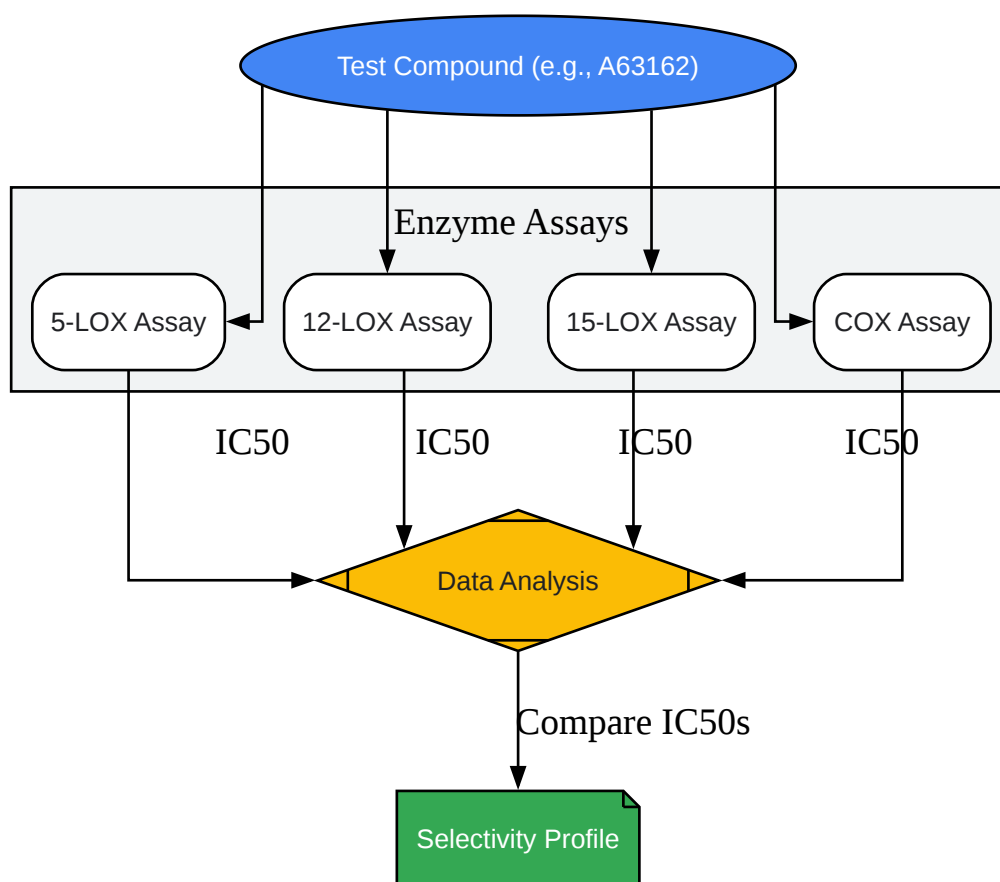 Test Compound (e.g., A63162)
Enzyme Assays
5-LOX Assay
12-LOX Assay
15-LOX Assay
COX Assay
IC50
IC50
IC50
IC50
Data Analysis
Compare IC50s
Selectivity Profile